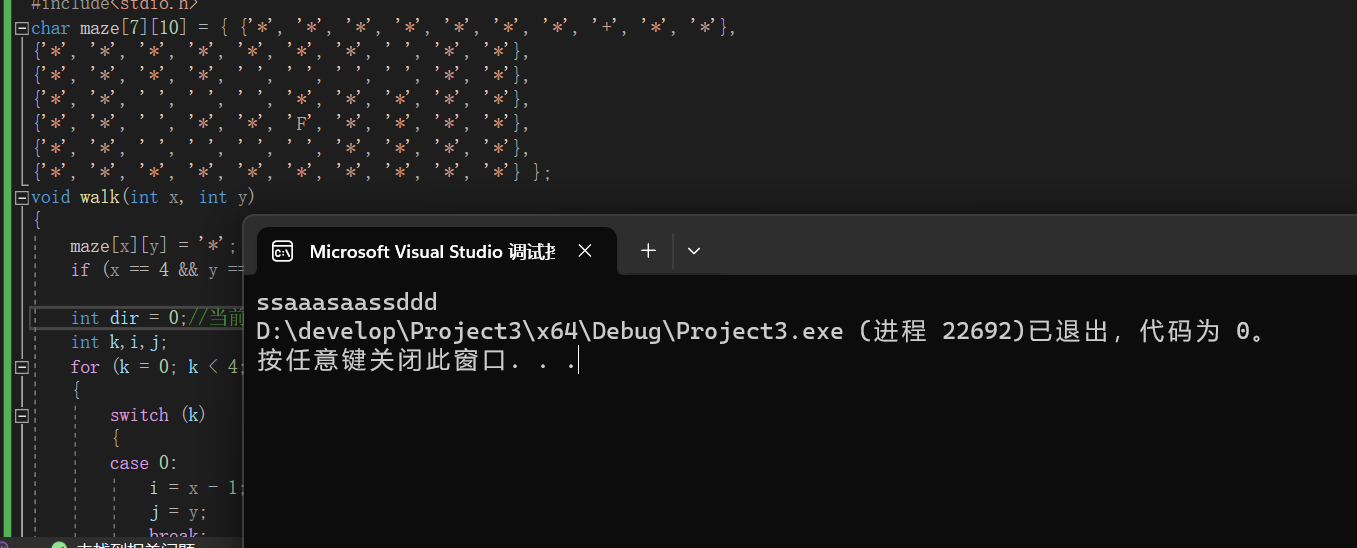 #include<stdio.h>
char maze[7][10] = { {'*', '*', '*', '*', '*', '*', '*', '+', '*', '*'},
{'*', '*', '*', '*', '*', '*', '*', ' ', '*', '*'},
{'*', '*', '*', '*', ' ', ' ', ' ', ' ', '*', '*'},
{'*', '*', ' ', ' ', ' ', '*', '*', '*', '*', '*'},
{'*', '*', ' ', '*', '*', 'F', '*', '*', '*', '*'},
{'*', '*', ' ', ' ', ' ', ' ', '*', '*', '*', '*'},
{'*', '*', '*', '*', '*', '*', '*', '*', '*', '*'} };
void walk(int x, int y)
{
maze[x][y] = '*';
if (x == 4 && y ==
int dir = 0;//当前
int k,i,j;
for (k = 0; k < 4;
{
switch (k)
{
case 0:
i = x - 1;
j = y;
break;
未找到相关问题
Microsoft Visual Studio 调试
ssaaasaassddd
D:\develop\Project3\x64\Debug\Project3.exe (进程 22692)已退出，代码为 0。
按任意键关闭此窗口. . .